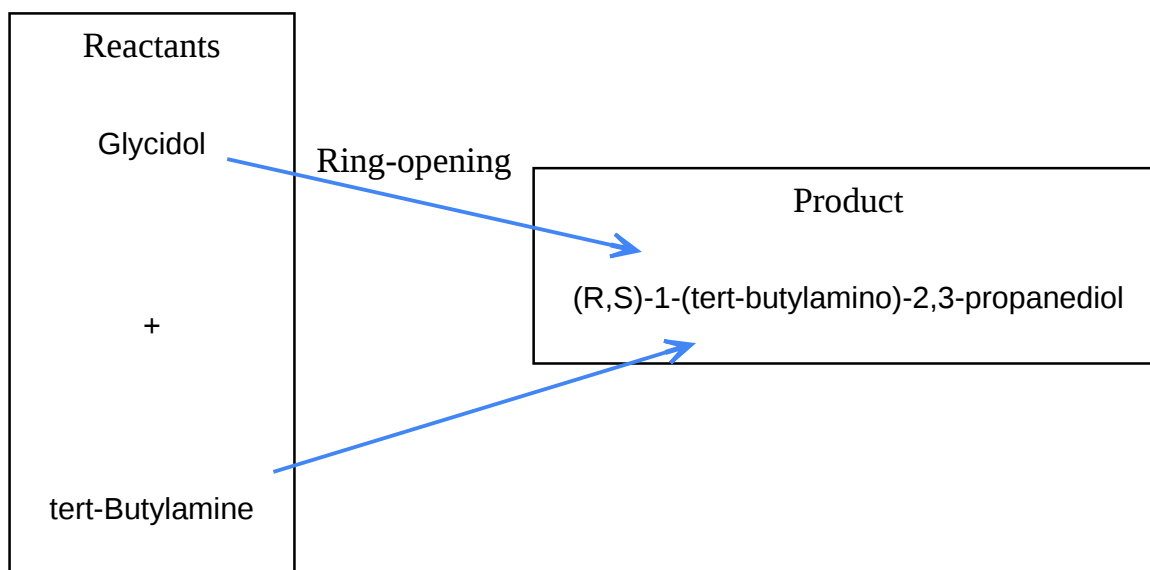 Reactants
Glycidol
+
tert-Butylamine
Ring-opening
Product
(R,S)-1-(tert-butylamino)-2,3-propanediol